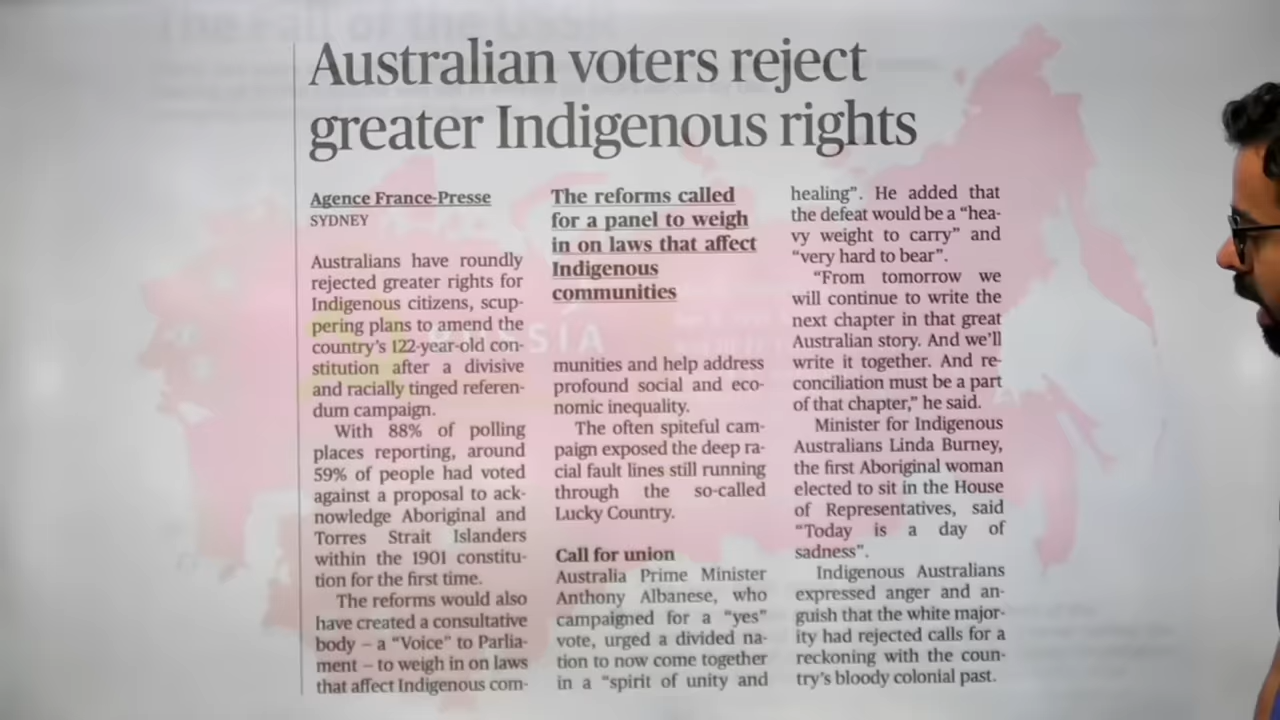 Australian voters reject
greater Indigenous rights
Agence France-Presse
SYDNEY
Australians have roundly
rejected greater rights for
Indigenous citizens, scup-
pering plans to amend the
country's 122-year-old con-
stitution after a divisive
and racially tinged referen-
dum campaign.
With 88% of polling
places reporting, around
59% of people had voted
against a proposal to ack-
nowledge Aboriginal and
Torres Strait Islanders
within the 1901 constitu-
tion for the first time.
The reforms would also
have created a consultative
body – a "Voice" to Parlia-
ment – to weigh in on laws
that affect Indigenous com-
The reforms called
for a panel to weigh
in on laws that affect
Indigenous
communities
munities and help address
profound social and eco-
nomic inequality.
The often spiteful cam-
paign exposed the deep ra-
cial fault lines still running
through the so-called
Lucky Country.
Call for union
Australia Prime Minister
Anthony Albanese, who
campaigned for a "yes"
vote, urged a divided na-
tion to now come together
in a "spirit of unity and
healing". He added that
the defeat would be a "hea-
vy weight to carry" and
"very hard to bear".
"From tomorrow we
will continue to write the
next chapter in that great
Australian story. And we'll
write it together. And re-
conciliation must be a part
of that chapter," he said.
Minister for Indigenous
Australians Linda Burney,
the first Aboriginal woman
elected to sit in the House
of Representatives, said
"Today is a day of
sadness".
Indigenous Australians
expressed anger and an-
guish that the white major-
ity had rejected calls for a
reckoning with the coun-
try's bloody colonial past.
The Fall of the USSR